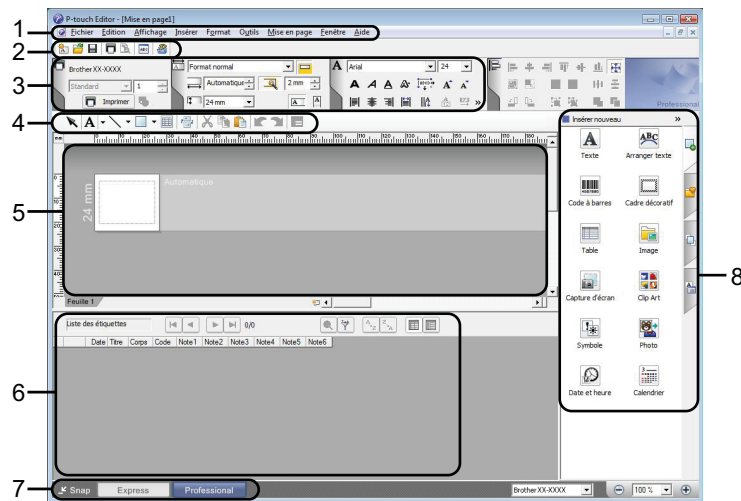 P-touch Editor - [Mise en page1]
1
Fichier Édition Affichage Insérer Format Outils Mise en page Fenêtre Aide
2
3
Brother XX-XXXX
Standard 1
Imprimer
Format normal
Automatique 2 mm
24 mm
A Arial 24
Professional
4
Insérer nouveau »
Texte Arranger texte
Code à barres Cadre décoratif
Table Image
Capture d'écran Clip Art
Symbole Photo
Date et heure Calendrier
8
5
24 mm
Automatique
Feuille 1
6
Liste des étiquettes 0/0
Date Titre Corps Code Note1 Note2 Note3 Note4 Note5 Note6
7
Snap Express Professional
Brother XX-XXXX 100 %